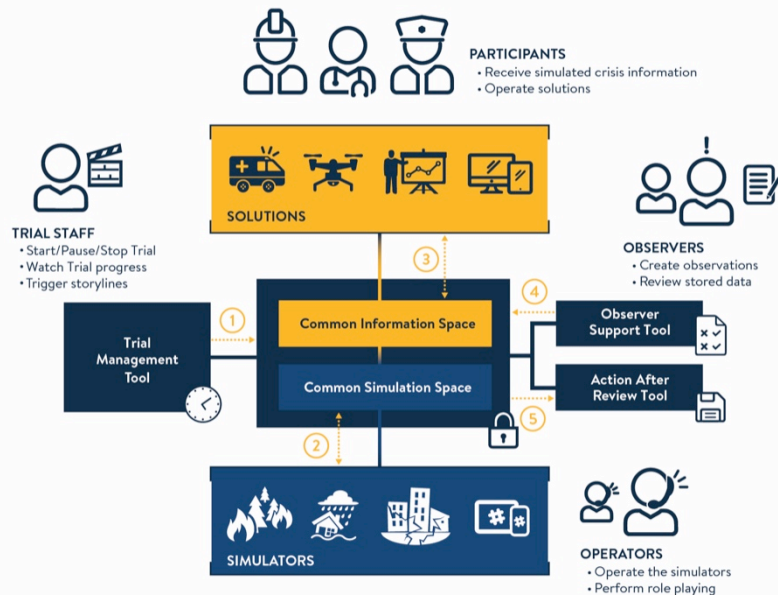 PARTICIPANTS
• Receive simulated crisis information
• Operate solutions
SOLUTIONS
TRIAL STAFF
• Start/Pause/Stop Trial
• Watch Trial progress
• Trigger storylines
OBSERVERS
• Create observations
• Review stored data
3
1
4
Trial
Management
Tool
Common Information Space
Common Simulation Space
Observer
Support Tool
Action After
Review Tool
5
2
SIMULATORS
#
#
OPERATORS
• Operate the simulators
• Perform role playing